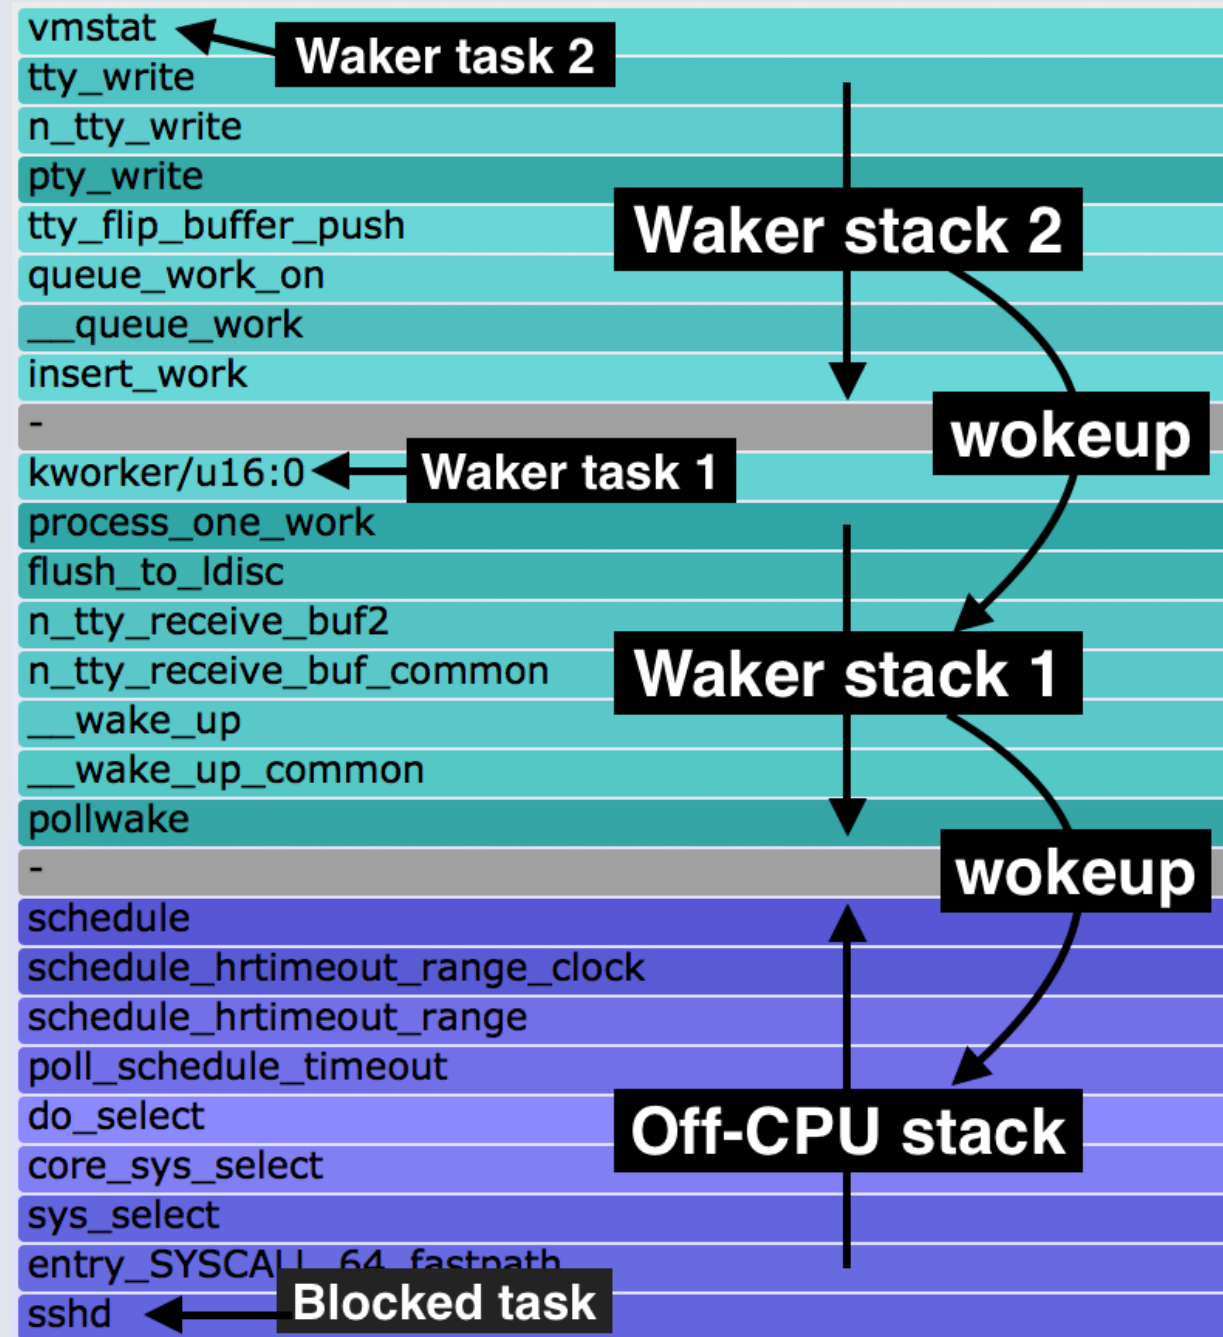 vmstat
Waker task 2
tty_write
n_tty_write
pty_write
tty_flip_buffer_push
Waker stack 2
queue_work_on
__queue_work
insert_work
-
wokeup
kworker/u16:0
Waker task 1
process_one_work
flush_to_ldisc
n_tty_receive_buf2
n_tty_receive_buf_common
Waker stack 1
__wake_up
__wake_up_common
pollwake
-
wokeup
schedule
schedule_hrtimeout_range_clock
schedule_hrtimeout_range
poll_schedule_timeout
do_select
Off-CPU stack
core_sys_select
sys_select
entry_SYSCALL_64_fastpath
sshd
Blocked task